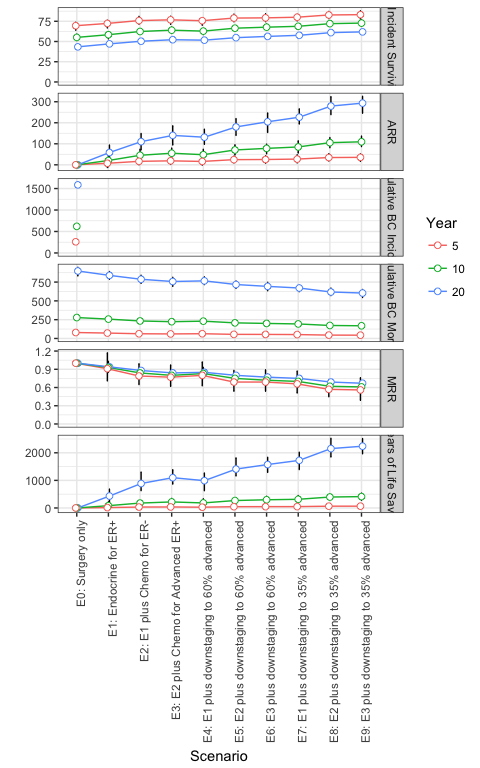 75
50
25
0
Incident Surviv
300
200
100
0
ARR
1500
1000
500
0
ulative BC Incid
750
500
250
0
ulative BC Mor
1.2
0.9
0.6
0.3
0.0
MRR
2000
1000
0
ars of Life Sav
E0: Surgery only
E1: Endocrine for ER+
E2: E1 plus Chemo for ER-
E3: E2 plus Chemo for Advanced ER+
E4: E1 plus downstaging to 60% advanced
E5: E2 plus downstaging to 60% advanced
E6: E3 plus downstaging to 60% advanced
E7: E1 plus downstaging to 35% advanced
E8: E2 plus downstaging to 35% advanced
E9: E3 plus downstaging to 35% advanced
Scenario
Year
5
10
20